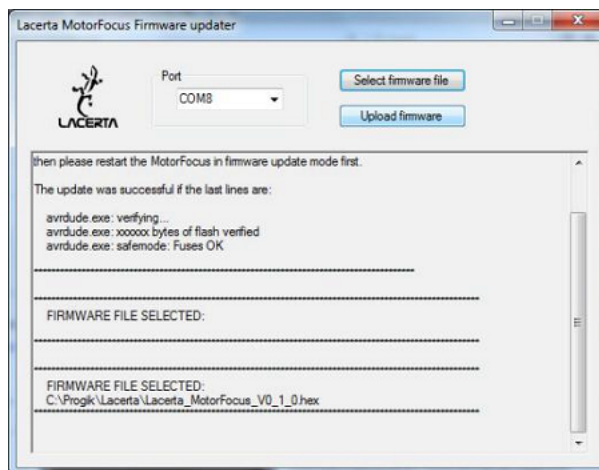 Lacerta MotorFocus Firmware updater
LACERTA
Port
COM8
Select firmware file
Upload firmware
then please restart the MotorFocus in firmware update mode first.
The update was successful if the last lines are:
avrdude.exe: verifying...
avrdude.exe: xxxxxx bytes of flash verified
avrdude.exe: safemode: Fuses OK
FIRMWARE FILE SELECTED:
FIRMWARE FILE SELECTED:
C:\Progik\Lacerta\Lacerta_MotorFocus_V0_1_0.hex